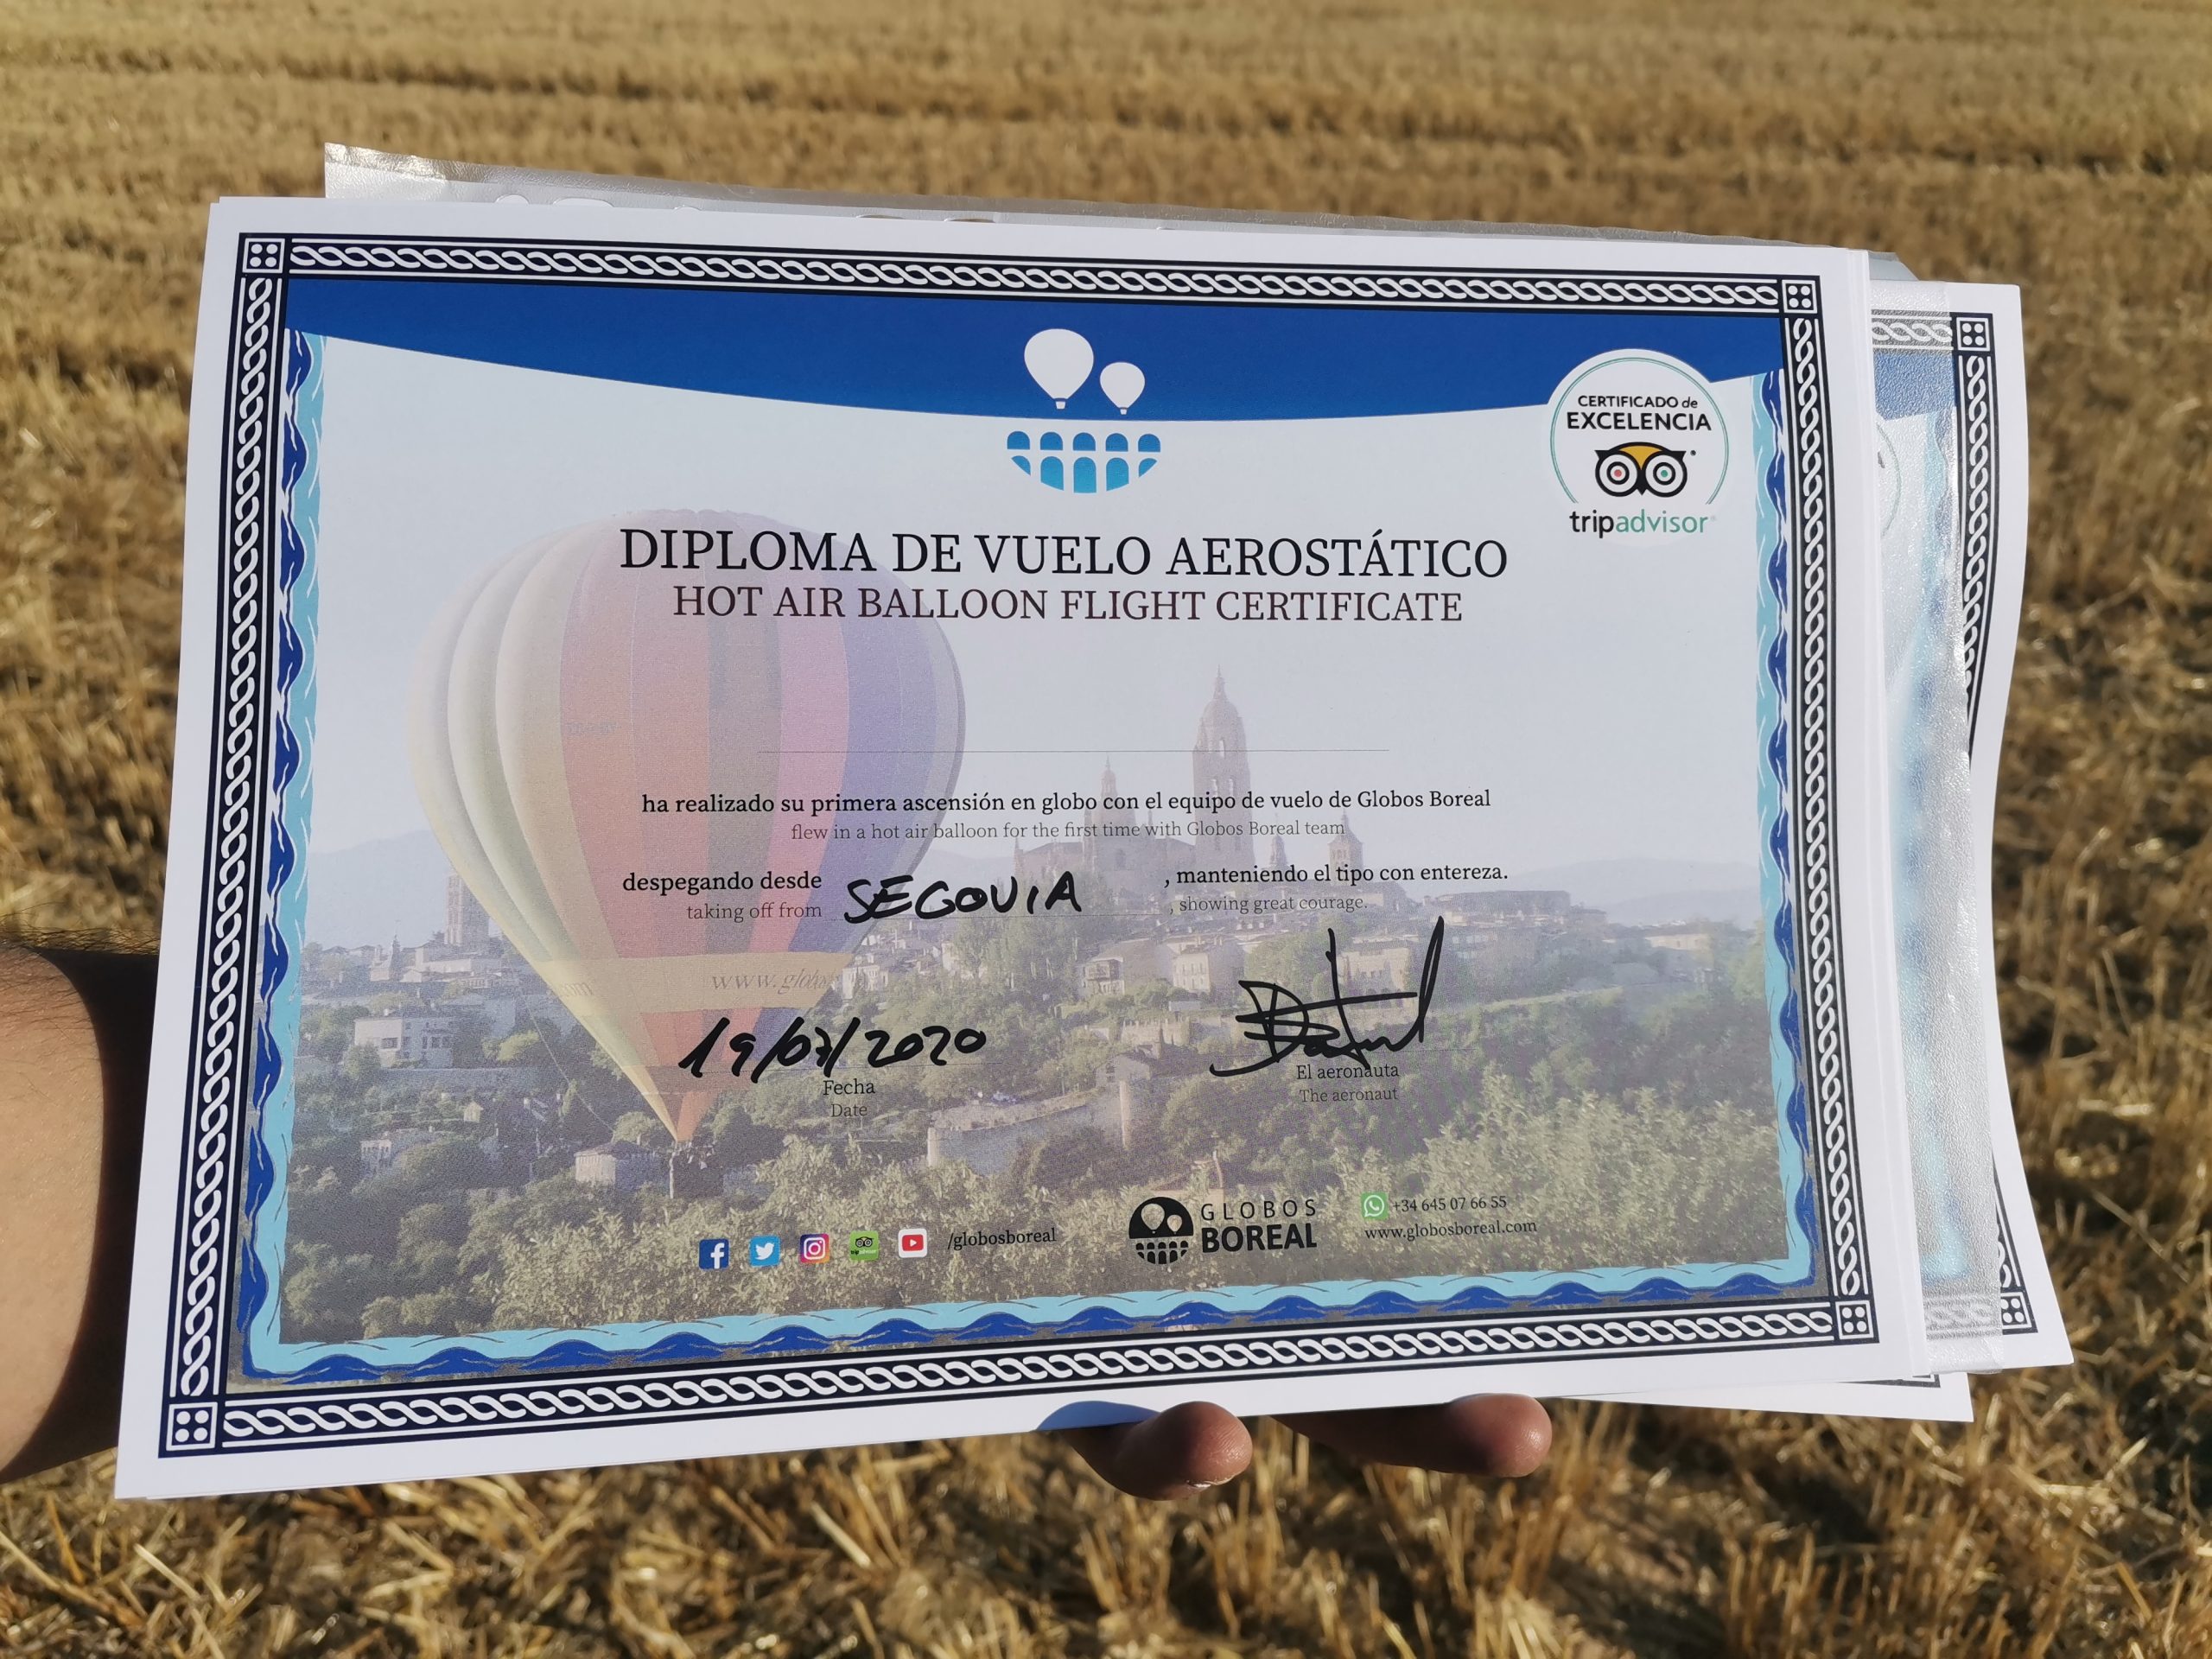 CERTIFICADO de
EXCELENCIA
tripadvisor
DIPLOMA DE VUELO AEROSTÁTICO
HOT AIR BALLOON FLIGHT CERTIFICATE
ha realizado su primera ascensión en globo con el equipo de vuelo de Globos Boreal
flew in a hot air balloon for the first time with Globos Boreal team
despegando desde SEGOVIA , manteniendo el tipo con entereza.
taking off from , showing great courage.
www.globos
19/07/2020
Fecha
Date
El aeronauta
The aeronaut
/globosboreal
GLOBOS
BOREAL
+34 645 07 66 55
www.globosboreal.com